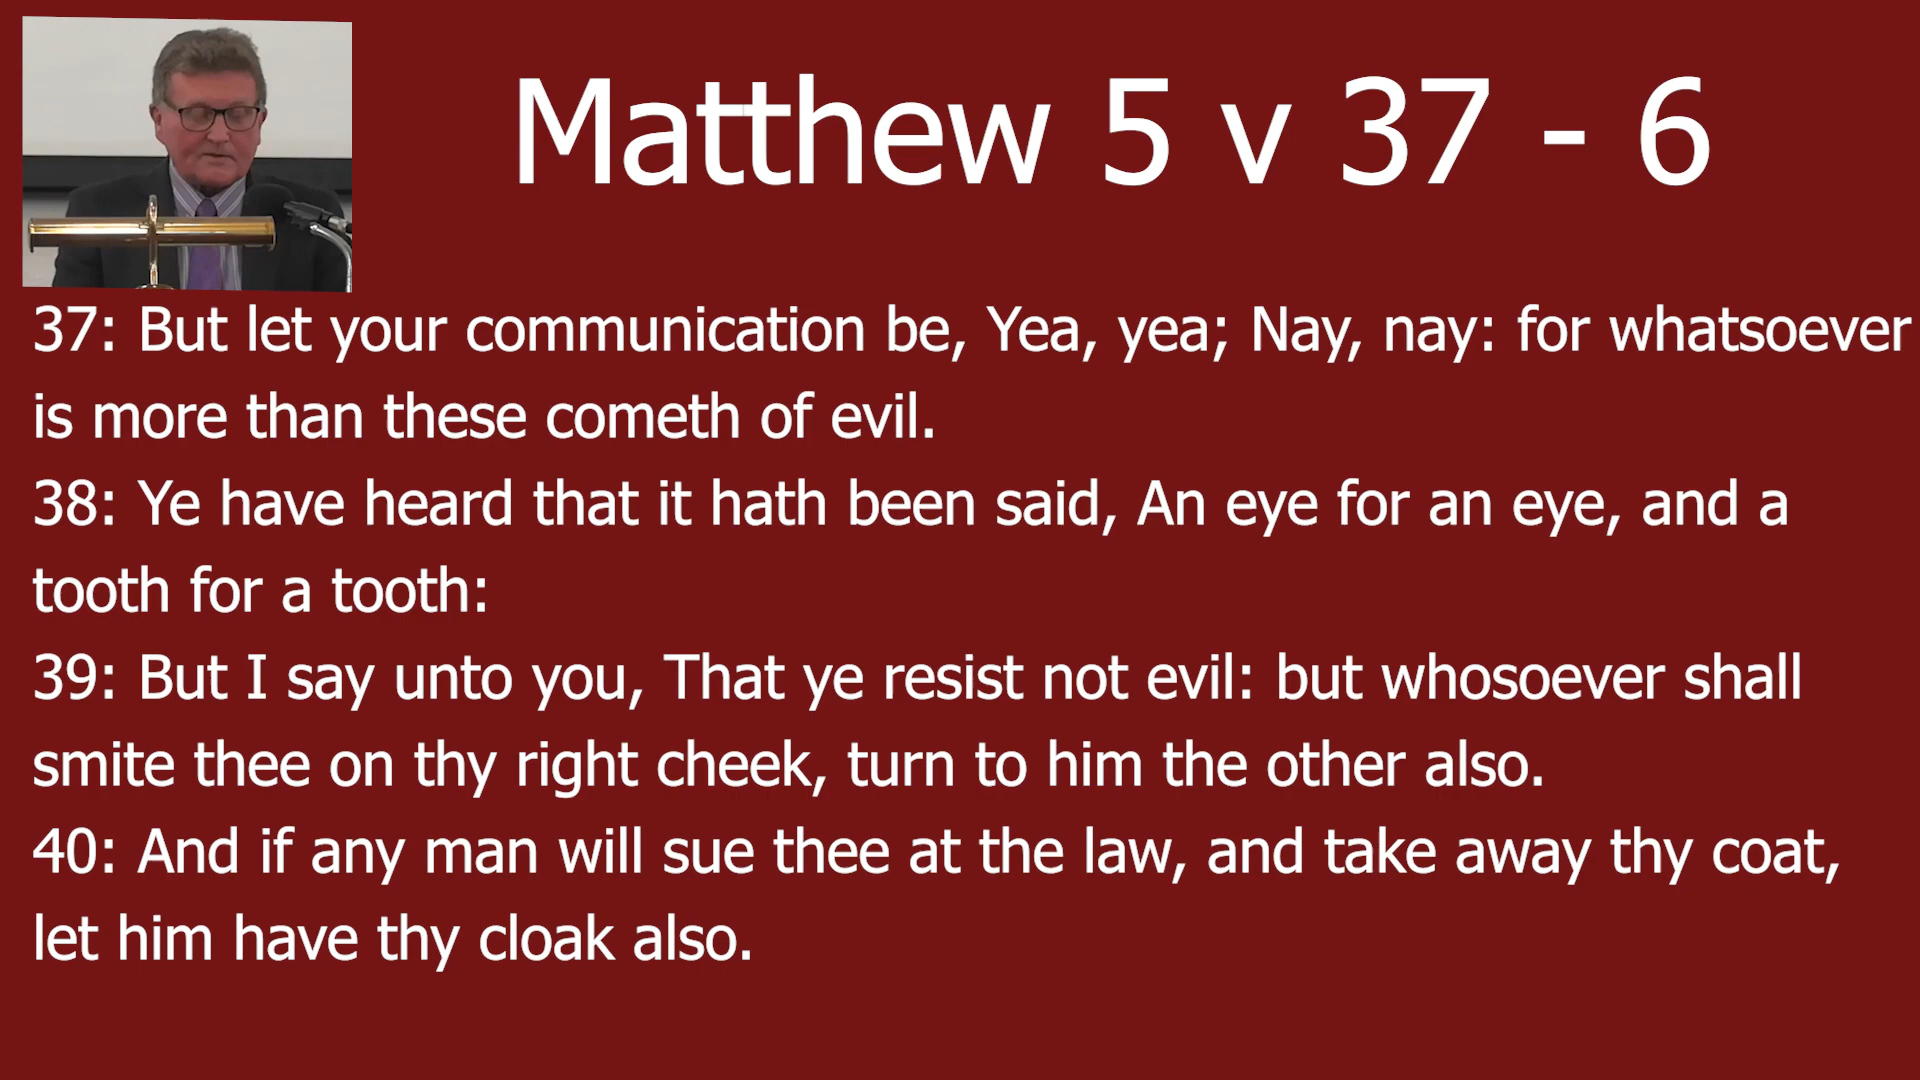 Matthew 5 v 37 - 6
37: But let your communication be, Yea, yea; Nay, nay: for whatsoever
is more than these cometh of evil.
38: Ye have heard that it hath been said, An eye for an eye, and a
tooth for a tooth:
39: But I say unto you, That ye resist not evil: but whosoever shall
smite thee on thy right cheek, turn to him the other also.
40: And if any man will sue thee at the law, and take away thy coat,
let him have thy cloak also.